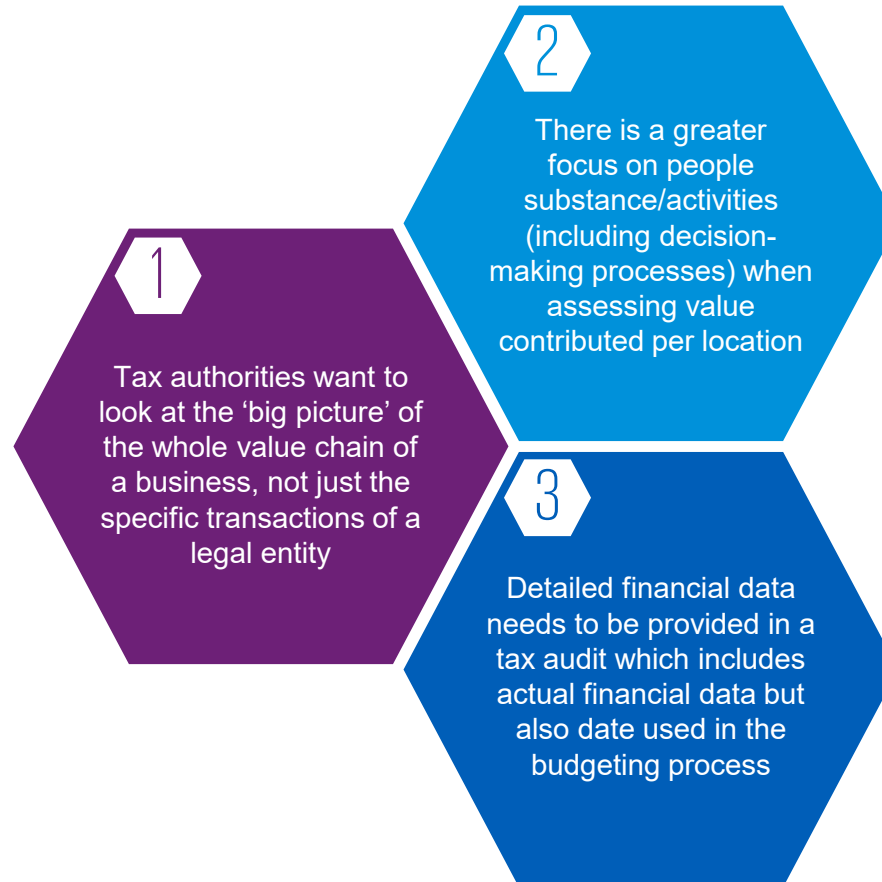 1
Tax authorities want to
look at the ‘big picture’ of
the whole value chain of
a business, not just the
specific transactions of a
legal entity
2
There is a greater
focus on people
substance/activities
(including decision-
making processes) when
assessing value
contributed per location
3
Detailed financial data
needs to be provided in a
tax audit which includes
actual financial data but
also date used in the
budgeting process